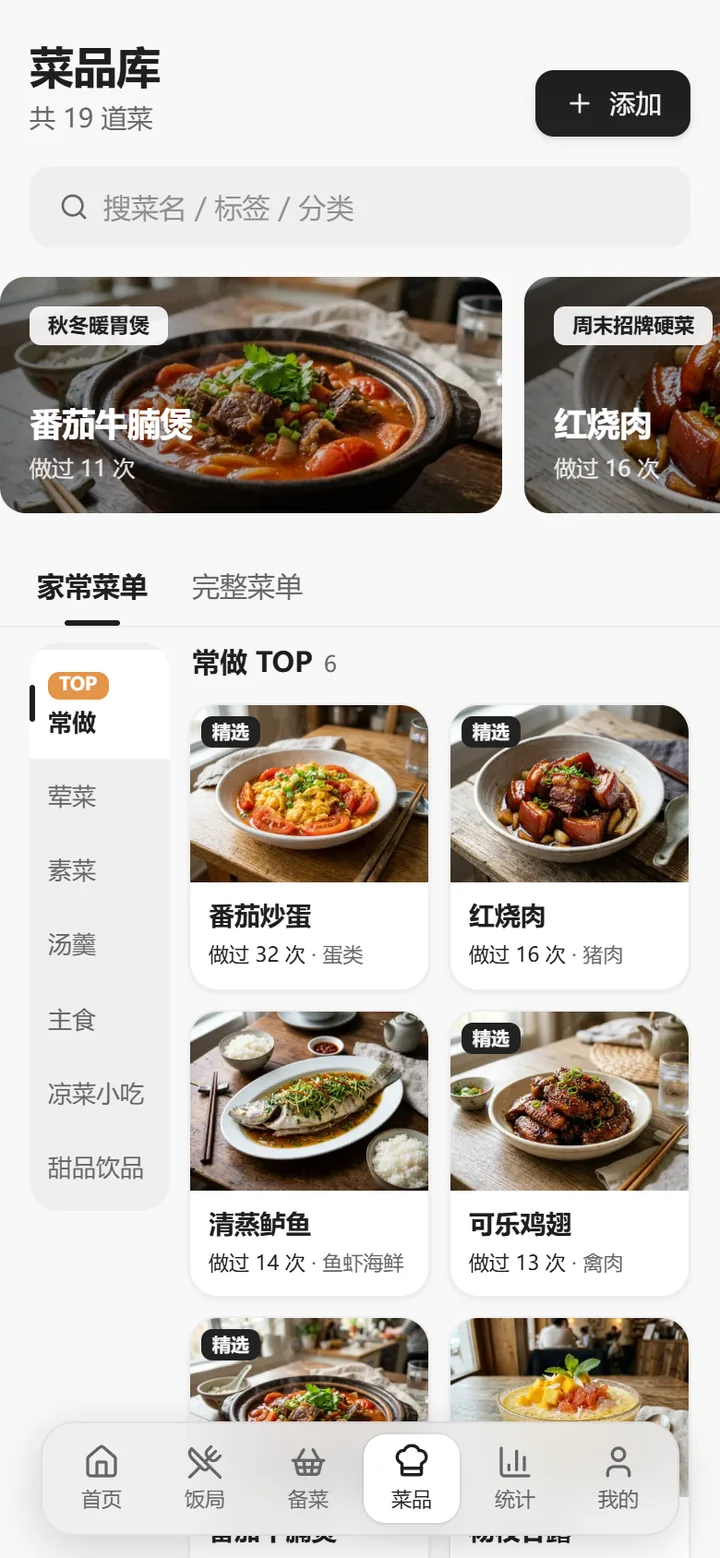 菜品库
共 19 道菜
添加
搜菜名 / 标签 / 分类
秋冬暖胃煲
番茄牛腩煲
做过 11 次
周末招牌硬菜
红烧肉
做过 16 次
家常菜单
完整菜单
TOP
常做
荤菜
素菜
汤羹
主食
凉菜小吃
甜品饮品
常做 TOP 6
精选
番茄炒蛋
做过 32 次 · 蛋类
精选
红烧肉
做过 16 次 · 猪肉
清蒸鲈鱼
做过 14 次 · 鱼虾海鲜
精选
可乐鸡翅
做过 13 次 · 禽肉
精选
首页
饭局
备菜
菜品
统计
我的